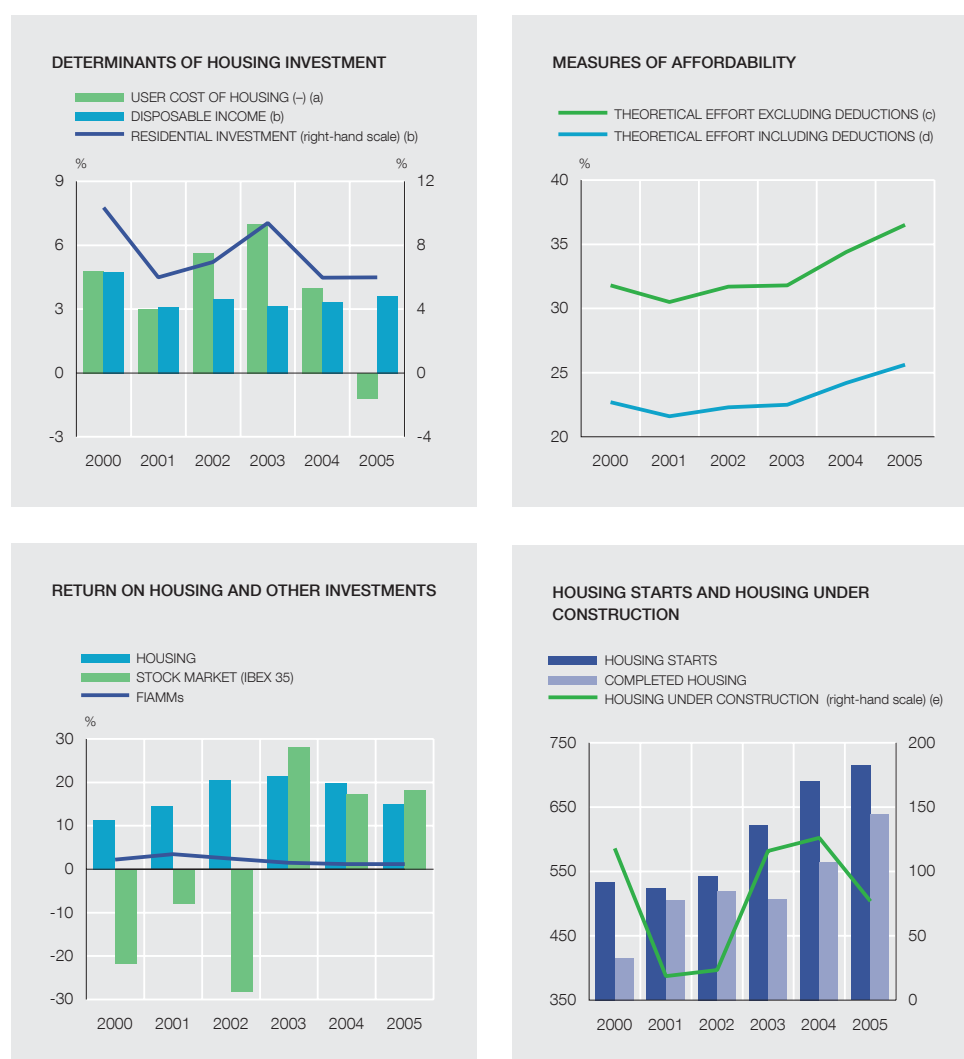 DETERMINANTS OF HOUSING INVESTMENT
USER COST OF HOUSING (–) (a)
DISPOSABLE INCOME (b)
RESIDENTIAL INVESTMENT (right-hand scale) (b)
% %
9 12
6 8
3 4
0 0
-3 -4
2000 2001 2002 2003 2004 2005
MEASURES OF AFFORDABILITY
THEORETICAL EFFORT EXCLUDING DEDUCTIONS (c)
THEORETICAL EFFORT INCLUDING DEDUCTIONS (d)
%
40
35
30
25
20
2000 2001 2002 2003 2004 2005
RETURN ON HOUSING AND OTHER INVESTMENTS
HOUSING
STOCK MARKET (IBEX 35)
FIAMMs
%
30
20
10
0
-10
-20
-30
2000 2001 2002 2003 2004 2005
HOUSING STARTS AND HOUSING UNDER
CONSTRUCTION
HOUSING STARTS
COMPLETED HOUSING
HOUSING UNDER CONSTRUCTION (right-hand scale) (e)
750 200
650 150
550 100
450 50
350 0
2000 2001 2002 2003 2004 2005